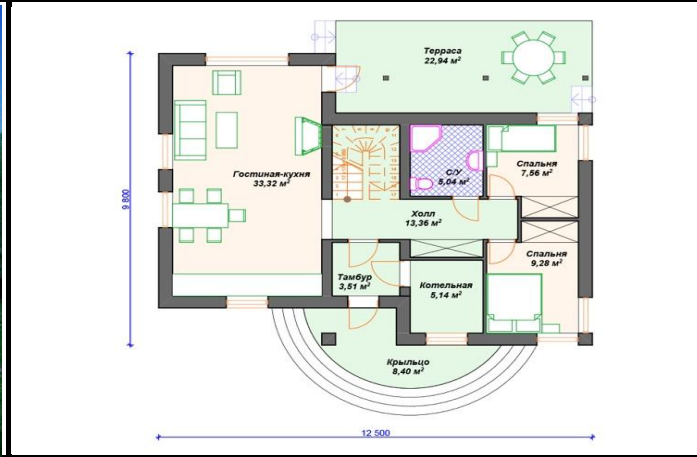 Терраса
22,94 м²
Гостиная-кухня
33,32 м²
С/У
5,04 м²
Спальня
7,56 м²
Холл
13,36 м²
Спальня
9,28 м²
Тамбур
3,51 м²
Котельная
5,14 м²
Крыльцо
8,40 м²
9 800
12 500